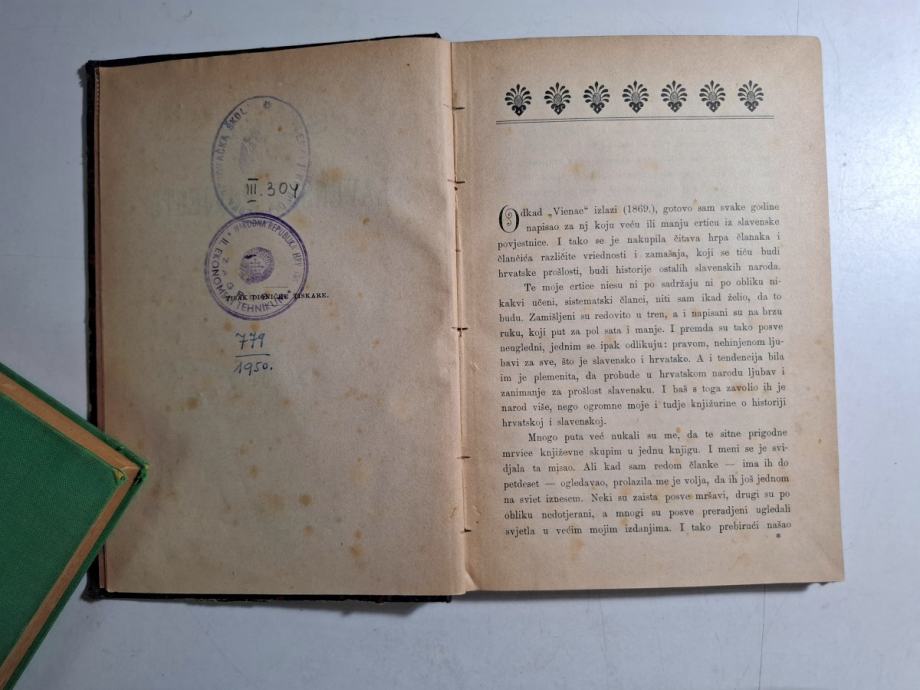 III. 304
NARODNA REPUBLIKA
II. EKONOMSKI TEHNIKUM
TISAK DIONIČKE TISKARE.
779
1950.
Odkad „Vienac“ izlazi (1869.), gotovo sam svake godine
napisao za nj koju veću ili manju crticu iz slavenske
povjestnice. I tako se je nakupila čitava hrpa članaka i
člančića različite vriednosti i zamašaja, koji se tiču budi
hrvatske prošlosti, budi historije ostalih slavenskih naroda.
Te moje crtice niesu ni po sadržaju ni po obliku ni-
kakvi učeni, sistematski članci, niti sam ikad želio, da to
budu. Zamišljeni su redovito u tren, a i napisani su na brzu
ruku, koji put za pol sata i manje. I premda su tako posve
neugledni, jednim se ipak odlikuju: pravom, nehinjenom lju-
bavi za sve, što je slavensko i hrvatsko. A i tendencija bila
im je plemenita, da probude u hrvatskom narodu ljubav i
zanimanje za prošlost slavensku. I baš s toga zavolio ih je
narod više, nego ogromne moje i tudje knjižurine o historiji
hrvatskoj i slavenskoj.
Mnogo puta već nukali su me, da te sitne prigodne
mrvice književne skupim u jednu knjigu. I meni se je svi-
djala ta misao. Ali kad sam redom članke — ima ih do
petdeset — ogledavao, prolazila me je volja, da ih još jednom
na sviet iznesem. Neki su zaista posve mršavi, drugi su po
obliku nedotjerani, a mnogi su posve preradjeni ugledali
svjetla u većim mojim izdanjima. I tako prebirući našao
*